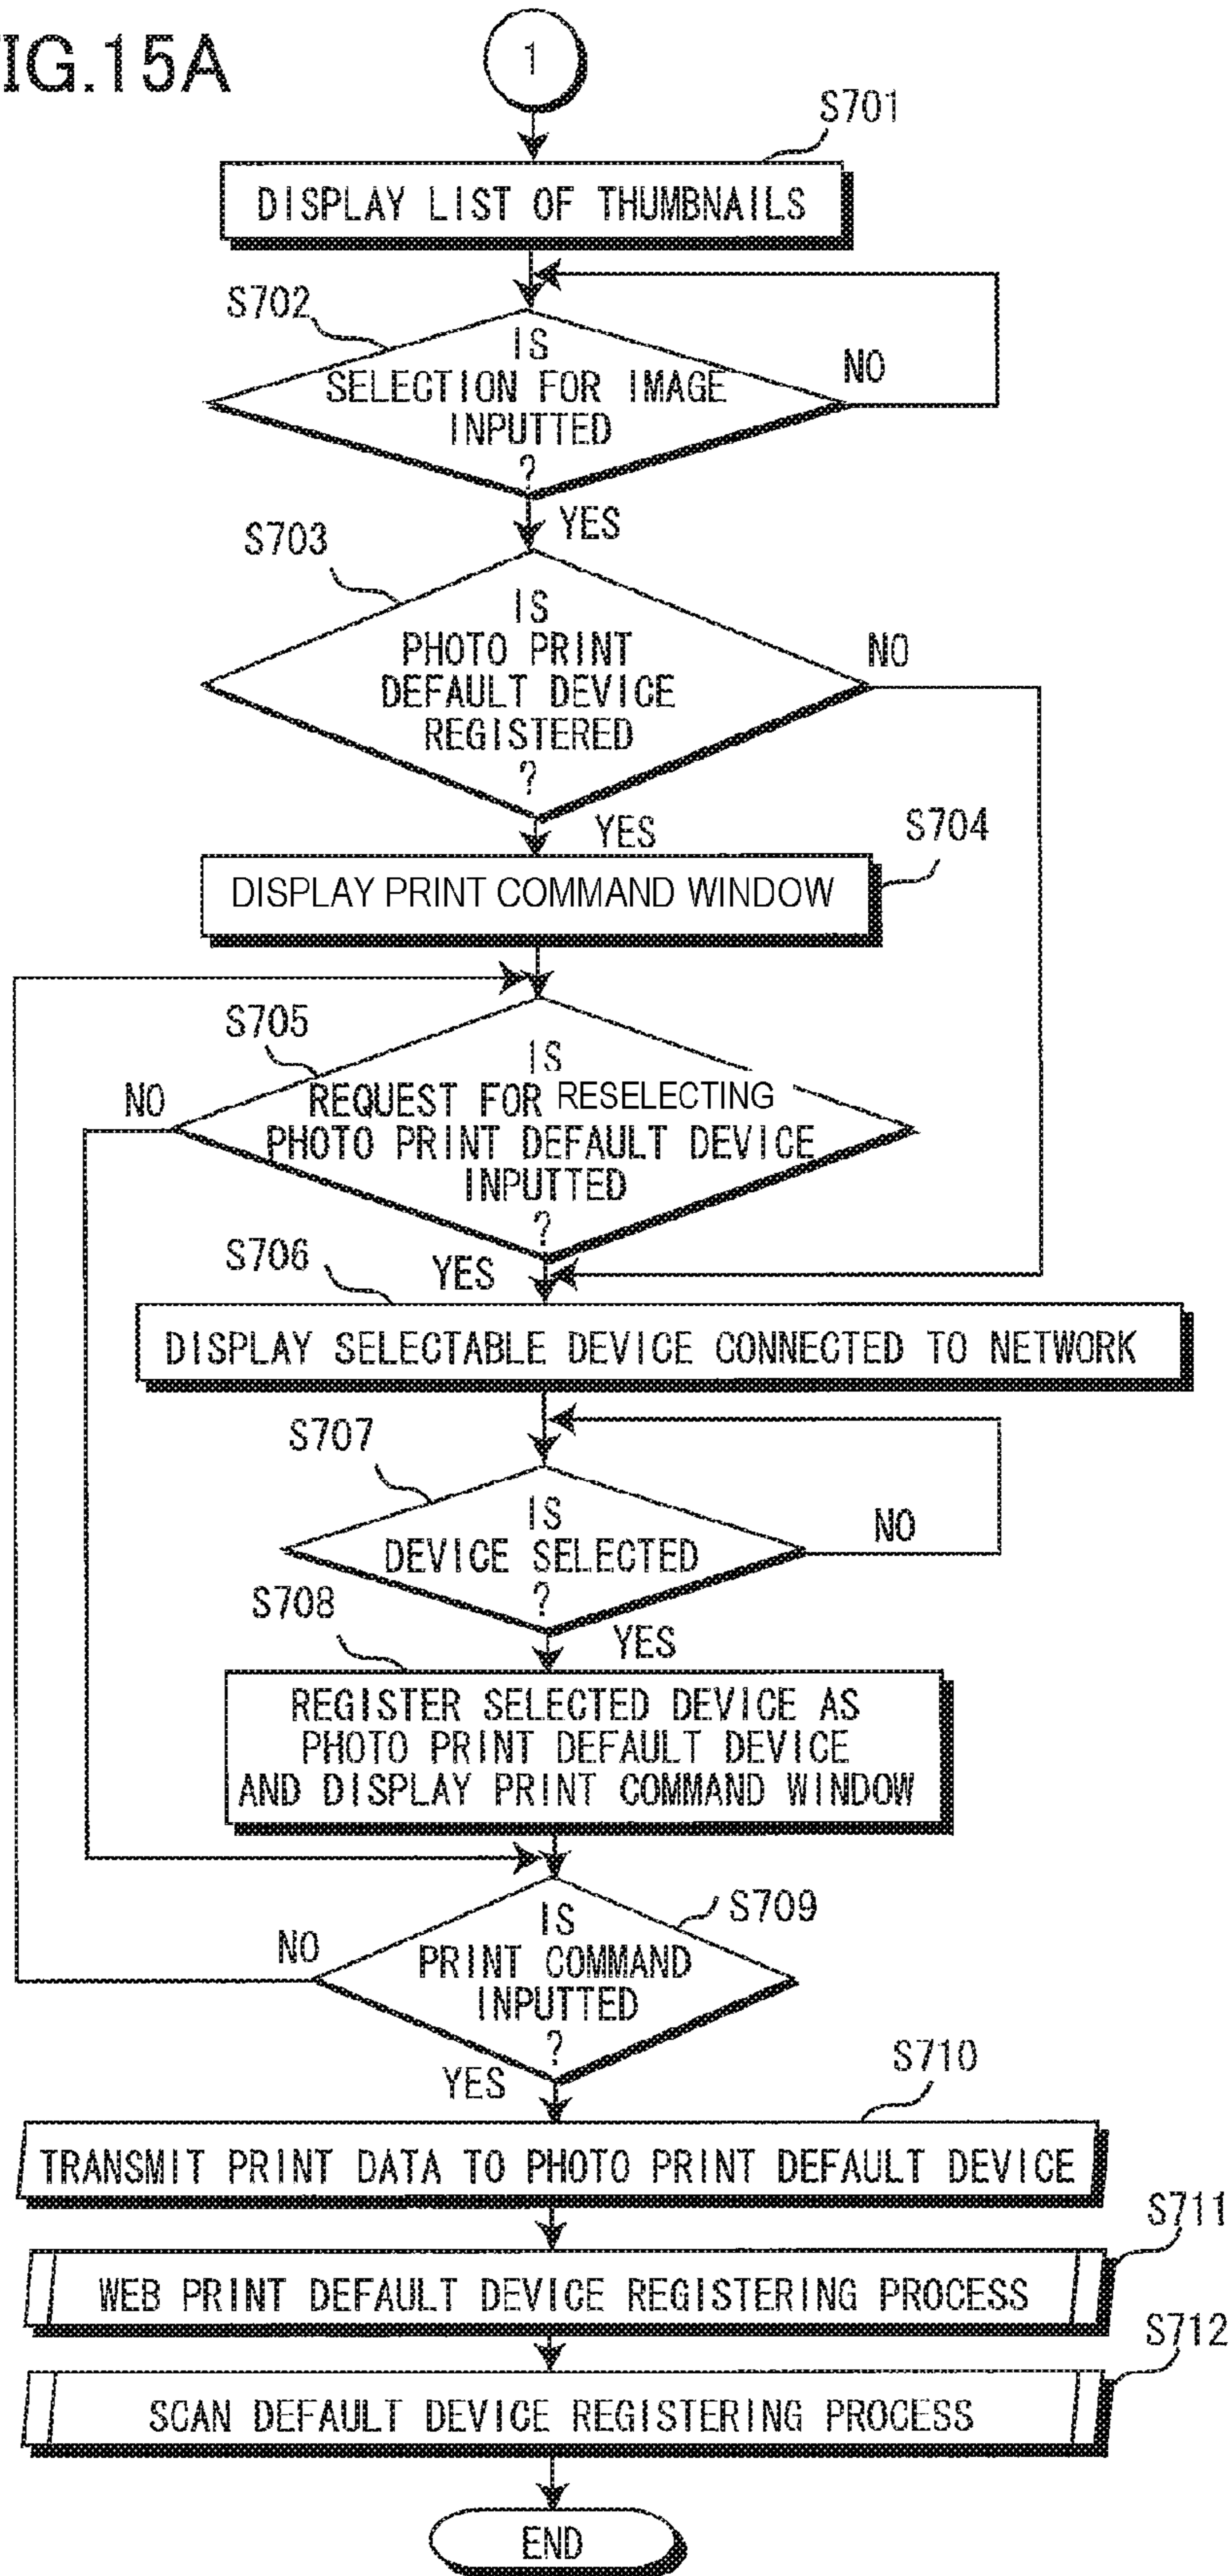 IG.15A
1
S701
DISPLAY LIST OF THUMBNAILS
S702
IS
SELECTION FOR IMAGE
INPUTTED
?
NO
YES
S703
IS
PHOTO PRINT
DEFAULT DEVICE
REGISTERED
?
NO
YES
S704
DISPLAY PRINT COMMAND WINDOW
S705
IS
REQUEST FOR RESELECTING
PHOTO PRINT DEFAULT DEVICE
INPUTTED
?
NO
YES
S706
DISPLAY SELECTABLE DEVICE CONNECTED TO NETWORK
S707
IS
DEVICE SELECTED
?
NO
YES
S708
REGISTER SELECTED DEVICE AS
PHOTO PRINT DEFAULT DEVICE
AND DISPLAY PRINT COMMAND WINDOW
S709
IS
PRINT COMMAND
INPUTTED
?
NO
YES
S710
TRANSMIT PRINT DATA TO PHOTO PRINT DEFAULT DEVICE
S711
WEB PRINT DEFAULT DEVICE REGISTERING PROCESS
S712
SCAN DEFAULT DEVICE REGISTERING PROCESS
END